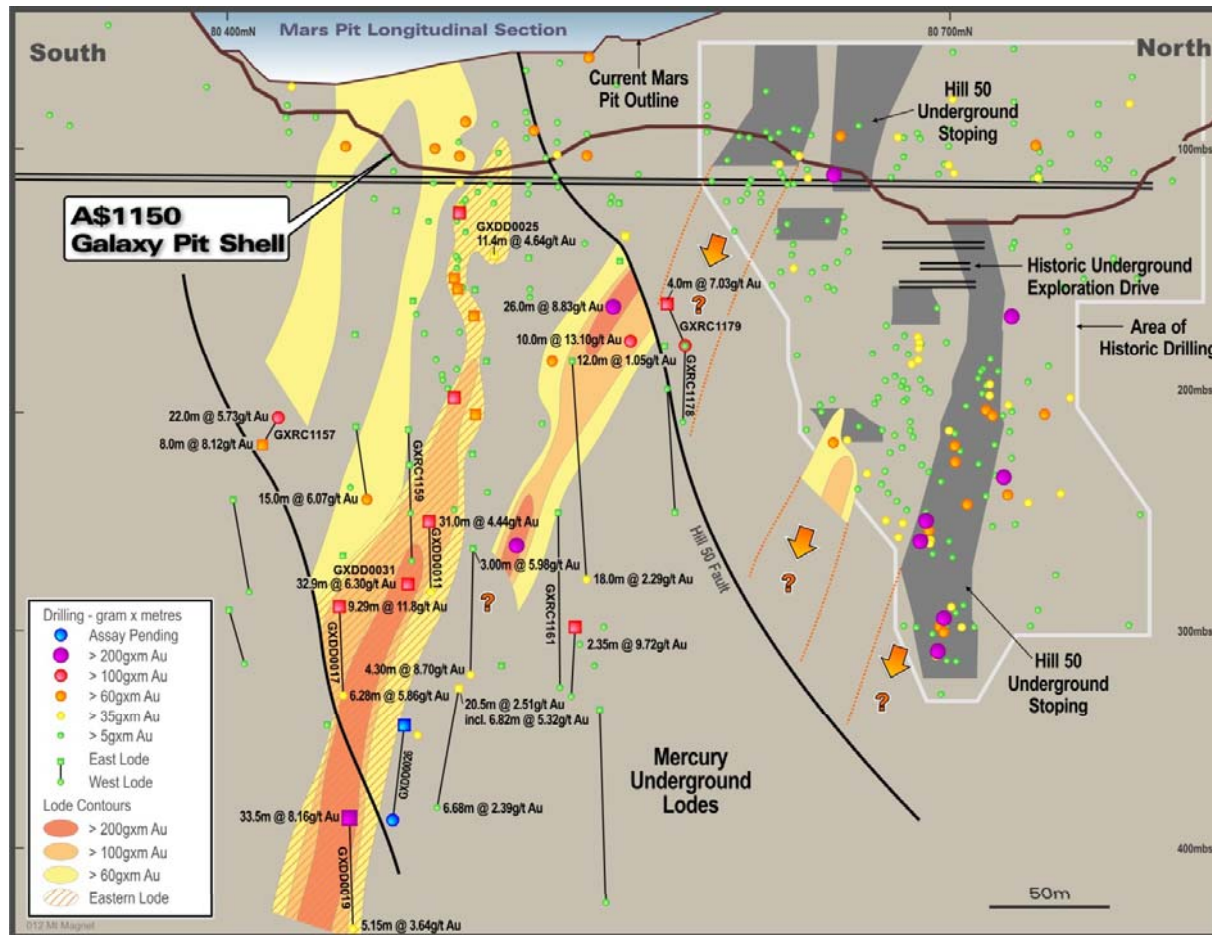 80 400mN
Mars Pit Longitudinal Section
80 700mN
South
North
Current Mars
Pit Outline
Hill 50
Underground
Stoping
100mbs
A$1150
Galaxy Pit Shell
GXDD0025
11.4m @ 4.64g/t Au
4.0m @ 7.03g/t Au
?
Historic Underground
Exploration Drive
26.0m @ 8.83g/t Au
GXRC1179
Area of
Historic Drilling
10.0m @ 13.10g/t Au
12.0m @ 1.05g/t Au
GXRC1178
200mbs
22.0m @ 5.73g/t Au
GXRC1157
8.0m @ 8.12g/t Au
GXRC1159
15.0m @ 6.07g/t Au
31.0m @ 4.44g/t Au
Hill 50 Fault
GXDD0011
3.00m @ 5.98g/t Au
GXDD0031
32.9m @ 6.30g/t Au
18.0m @ 2.29g/t Au
?
?
9.29m @ 11.8g/t Au
GXRC1161
GXDD0017
2.35m @ 9.72g/t Au
300mbs
4.30m @ 8.70g/t Au
6.28m @ 5.86g/t Au
20.5m @ 2.51g/t Au
incl. 6.82m @ 5.32g/t Au
?
Hill 50
Underground
Stoping
GXDD0026
Mercury
Underground
Lodes
6.68m @ 2.39g/t Au
33.5m @ 8.16g/t Au
400mbs
GXDD0019
5.15m @ 3.64g/t Au
50m
Drilling - gram x metres
Assay Pending
> 200gxm Au
> 100gxm Au
> 60gxm Au
> 35gxm Au
> 5gxm Au
East Lode
West Lode
Lode Contours
> 200gxm Au
> 100gxm Au
> 60gxm Au
Eastern Lode
012 Mt Magnet